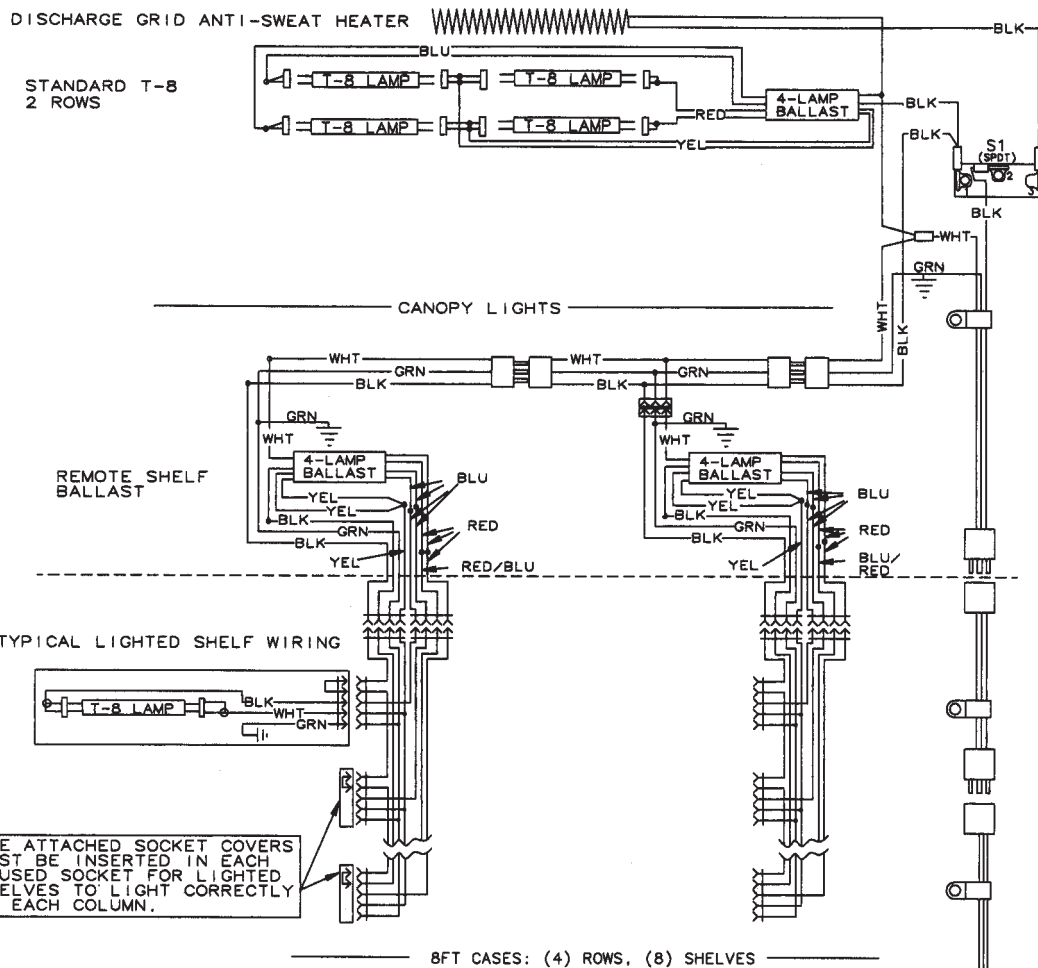 DISCHARGE GRID ANTI-SWEAT HEATER
BLK
BLU
STANDARD T-8
2 ROWS
T-8 LAMP
T-8 LAMP
4-LAMP
BALLAST
BLK
RED
T-8 LAMP
T-8 LAMP
BLK
YEL
S1
(SPDT)
2
3
BLK
WHT
GRN
CANOPY LIGHTS
WHT
BLK
WHT
WHT
GRN
GRN
BLK
BLK
GRN
GRN
WHT
WHT
REMOTE SHELF
BALLAST
4-LAMP
BALLAST
4-LAMP
BALLAST
BLU
BLU
YEL
YEL
YEL
YEL
BLK
BLK
GRN
GRN
RED
RED
BLK
BLK
YEL
YEL
RED/BLU
BLU/
RED
TYPICAL LIGHTED SHELF WIRING
T-8 LAMP
BLK
WHT
GRN
E ATTACHED SOCKET COVERS
ST BE INSERTED IN EACH
USED SOCKET FOR LIGHTED
ELVES TO LIGHT CORRECTLY
EACH COLUMN.
8FT CASES: (4) ROWS, (8) SHELVES